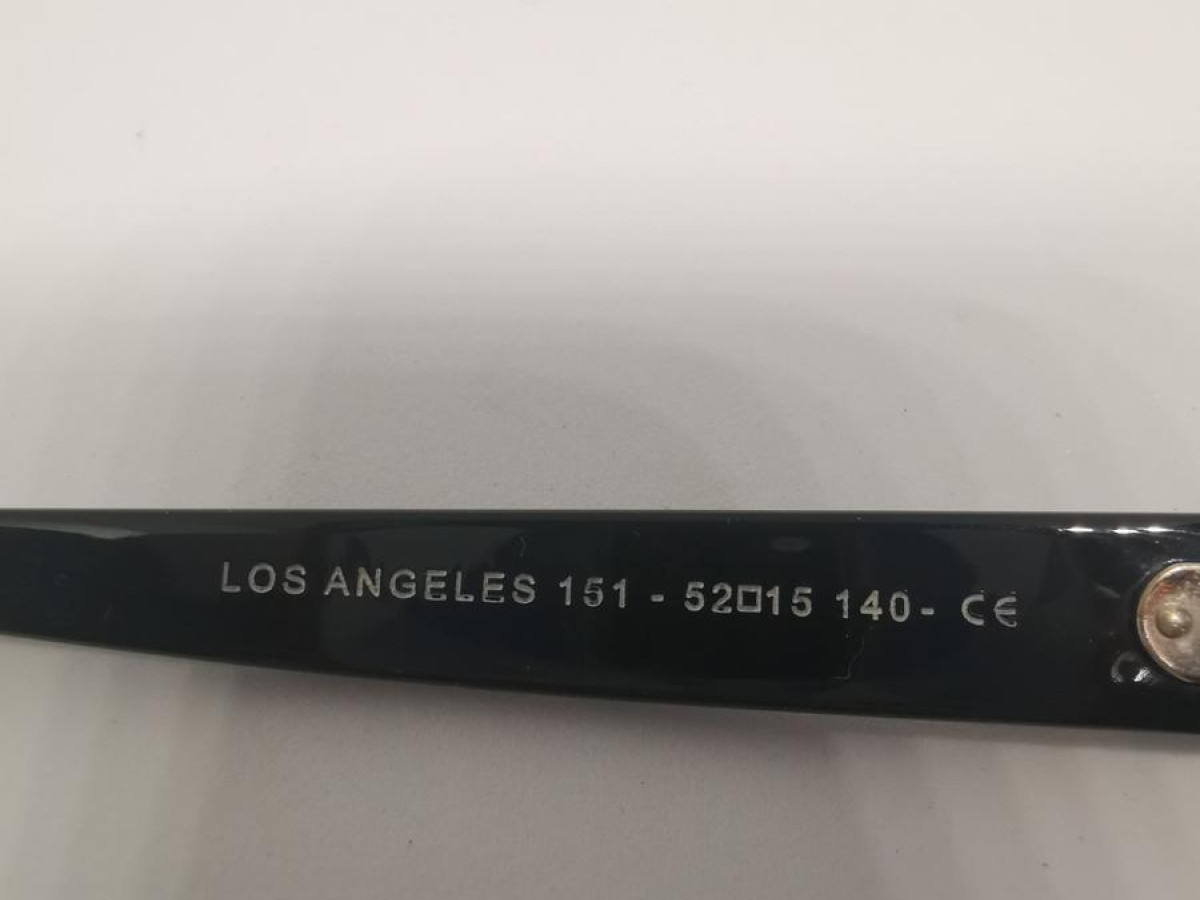 LOS ANGELES 151 - 52□15 140- CE